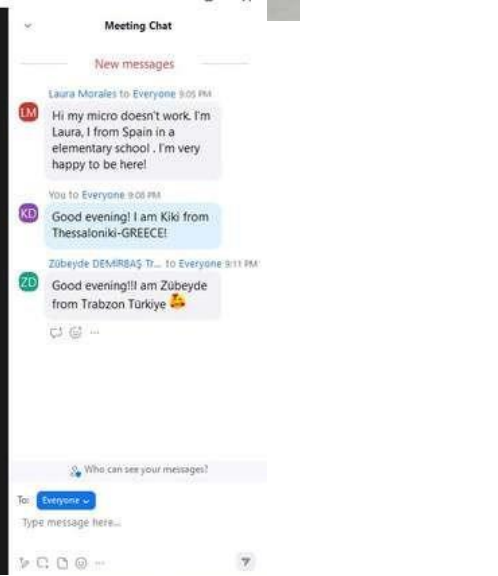 Meeting Chat
New messages
Laura Morales to Everyone 9:05 PM
LM
Hi my micro doesn't work. I'm
Laura, I from Spain in a
elementary school . I'm very
happy to be here!
You to Everyone 9:06 PM
KD
Good evening! I am Kiki from
Thessaloniki-GREECE!
Zübeyde DEMİRBAŞ Tr... to Everyone 9:11 PM
ZD
Good evening!!I am Zübeyde
from Trabzon Türkiye 🥰
Who can see your messages?
To: Everyone
Type message here...